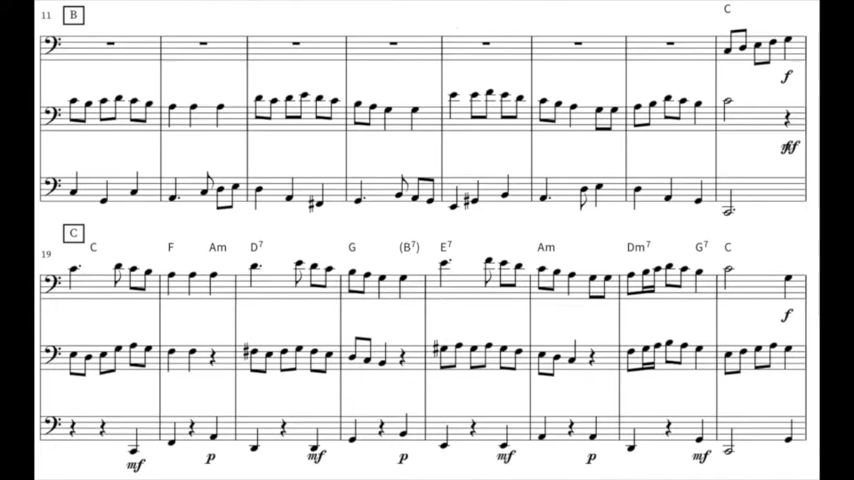 C
11 B
f
ff
C
19 C F Am D7 G (B7) E7 Am Dm7 G7 C
f
mf p mf p mf p mf